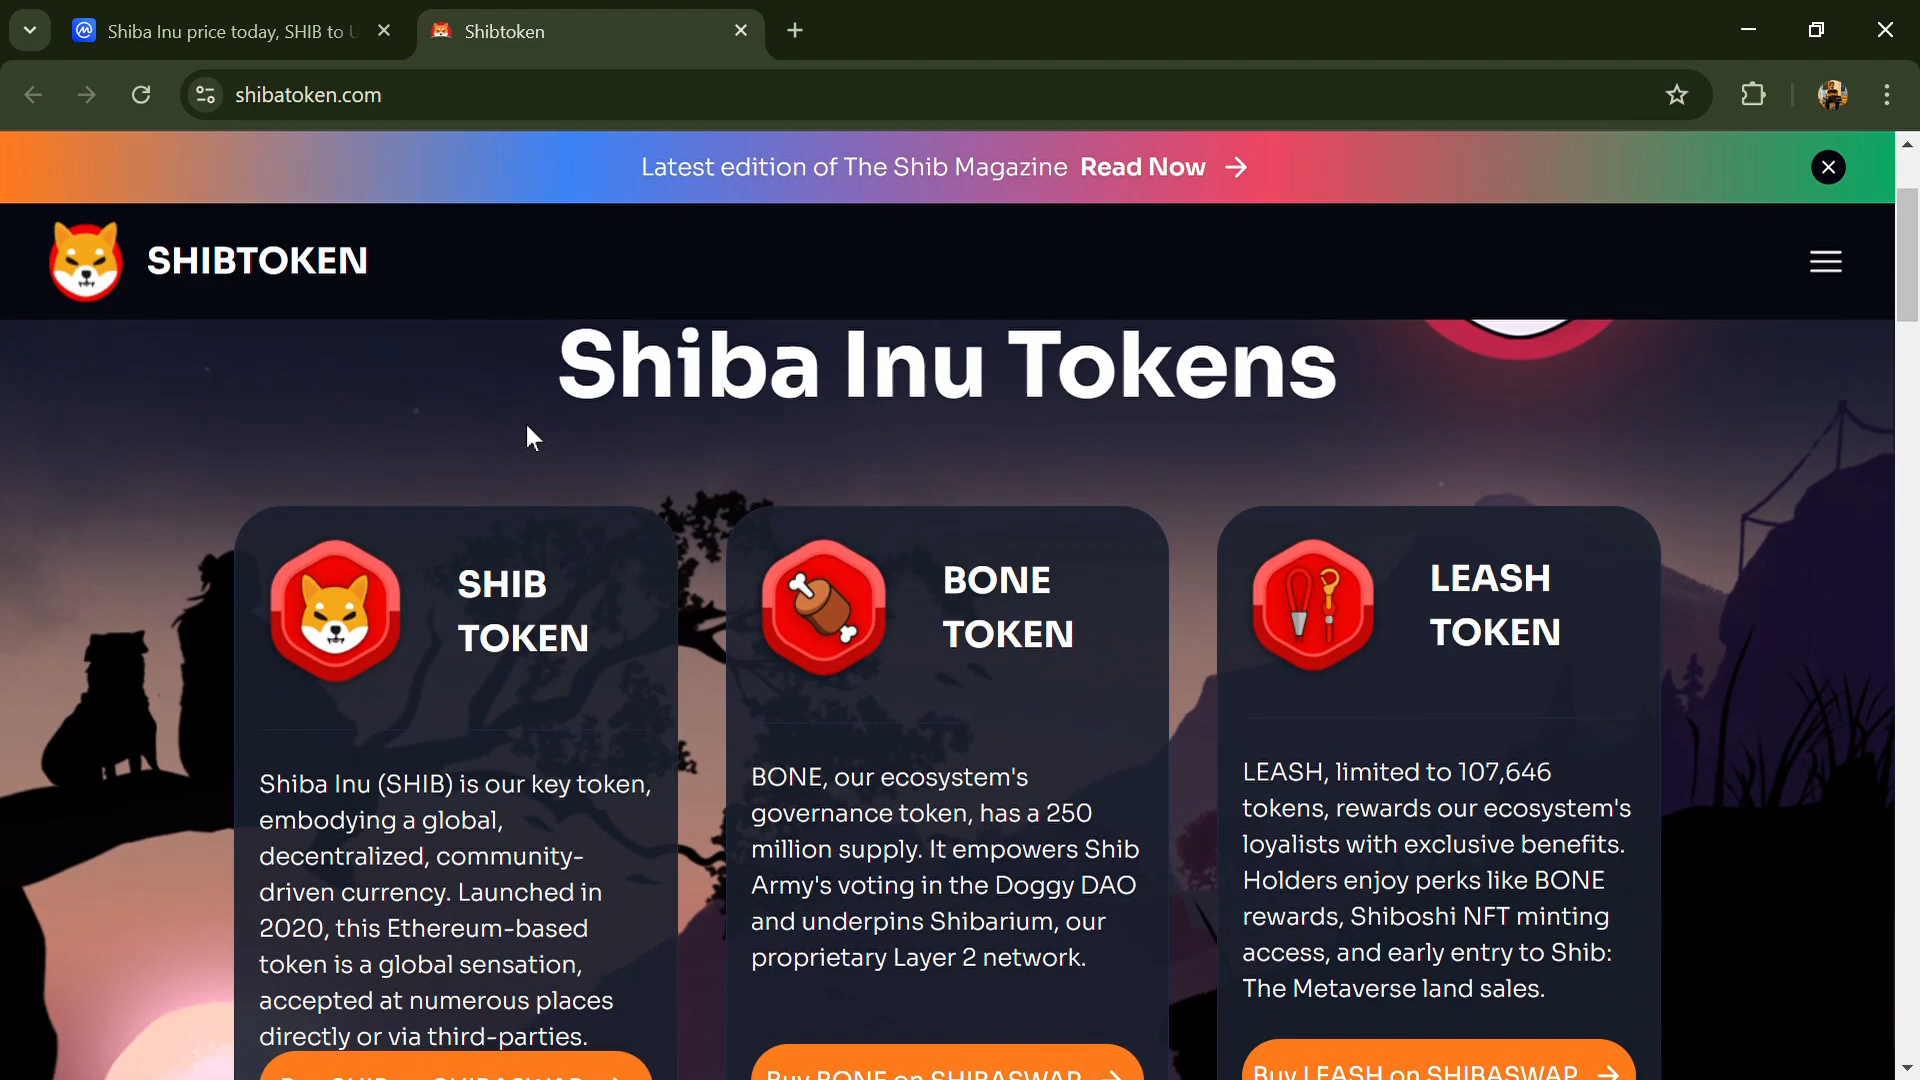 Shiba Inu price today, SHIB to U
Shibtoken
shibatoken.com
Latest edition of The Shib Magazine Read Now →
SHIBTOKEN
Shiba Inu Tokens
SHIB
TOKEN
Shiba Inu (SHIB) is our key token,
embodying a global,
decentralized, community-
driven currency. Launched in
2020, this Ethereum-based
token is a global sensation,
accepted at numerous places
directly or via third-parties.
Buy SHIB on SHIBASWAP →
BONE
TOKEN
BONE, our ecosystem's
governance token, has a 250
million supply. It empowers Shib
Army's voting in the Doggy DAO
and underpins Shibarium, our
proprietary Layer 2 network.
Buy BONE on SHIBASWAP →
LEASH
TOKEN
LEASH, limited to 107,646
tokens, rewards our ecosystem's
loyalists with exclusive benefits.
Holders enjoy perks like BONE
rewards, Shiboshi NFT minting
access, and early entry to Shib:
The Metaverse land sales.
Buy LEASH on SHIBASWAP →